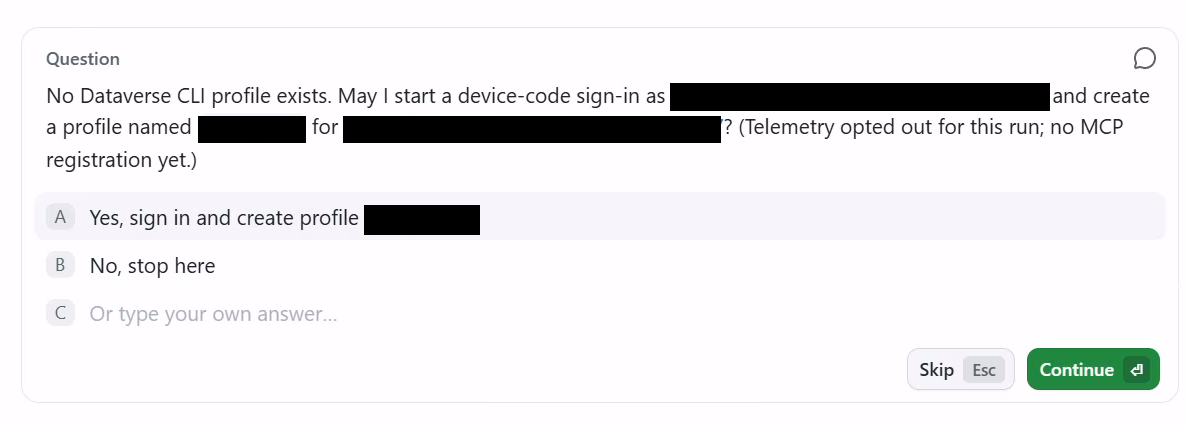 Question
No Dataverse CLI profile exists. May I start a device-code sign-in as and create
a profile named for ? (Telemetry opted out for this run; no MCP
registration yet.)
A Yes, sign in and create profile
B No, stop here
C Or type your own answer...
Skip Esc Continue